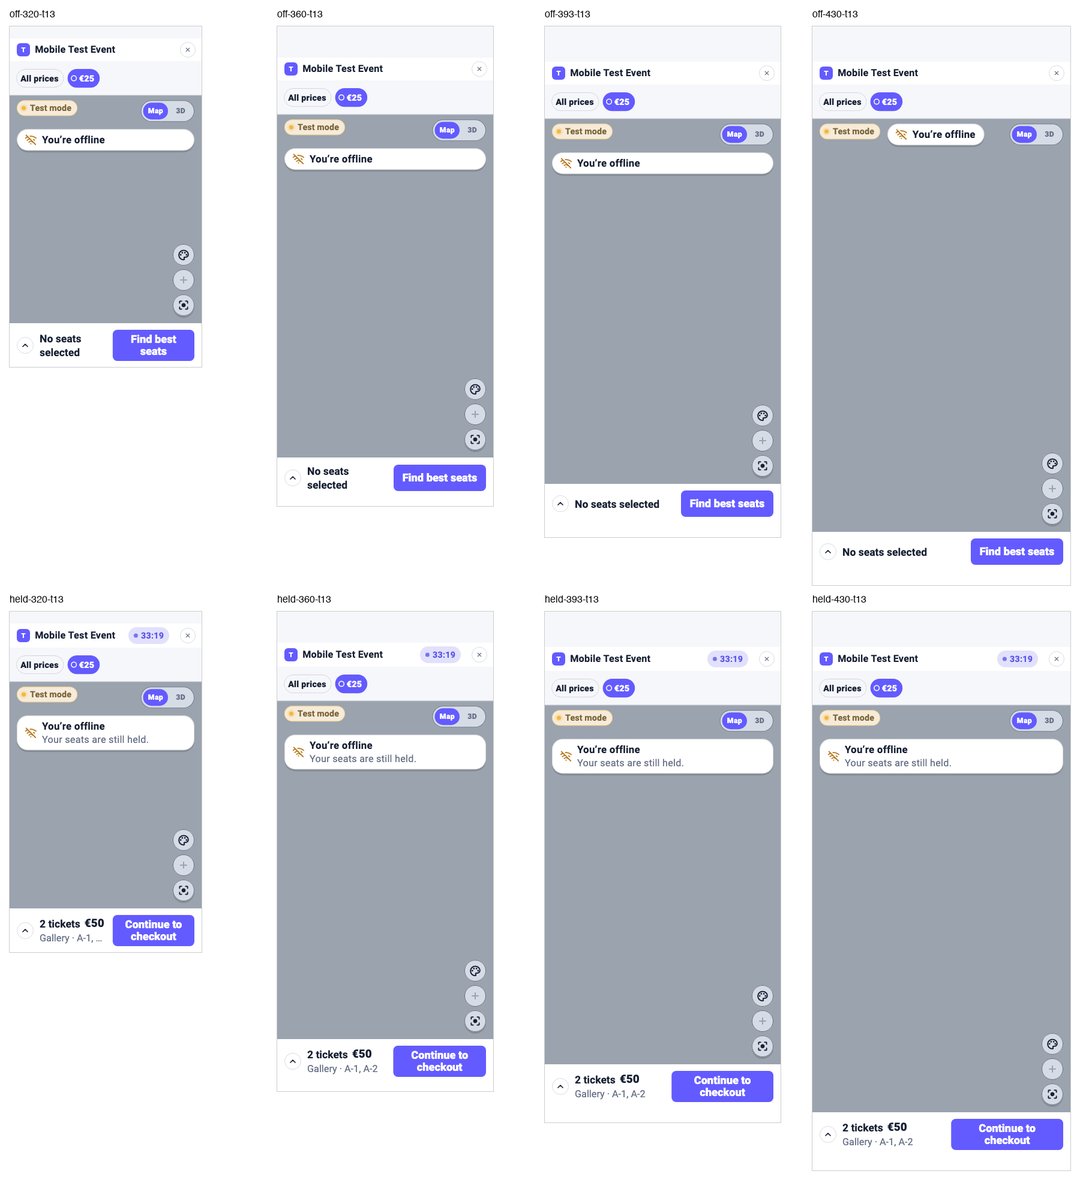 off-320-t13
T Mobile Test Event ×
All prices €25
Test mode Map 3D
You're offline
No seats selected
Find best seats
off-360-t13
T Mobile Test Event ×
All prices €25
Test mode Map 3D
You're offline
No seats selected
Find best seats
off-393-t13
T Mobile Test Event ×
All prices €25
Test mode Map 3D
You're offline
No seats selected Find best seats
off-430-t13
T Mobile Test Event ×
All prices €25
Test mode You're offline Map 3D
No seats selected Find best seats
held-320-t13
T Mobile Test Event 33:19 ×
All prices €25
Test mode Map 3D
You're offline
Your seats are still held.
2 tickets €50
Gallery · A-1, ...
Continue to checkout
held-360-t13
T Mobile Test Event 33:19 ×
All prices €25
Test mode Map 3D
You're offline
Your seats are still held.
2 tickets €50
Gallery · A-1, A-2
Continue to checkout
held-393-t13
T Mobile Test Event 33:19 ×
All prices €25
Test mode Map 3D
You're offline
Your seats are still held.
2 tickets €50
Gallery · A-1, A-2
Continue to checkout
held-430-t13
T Mobile Test Event 33:19 ×
All prices €25
Test mode Map 3D
You're offline
Your seats are still held.
2 tickets €50
Gallery · A-1, A-2
Continue to checkout